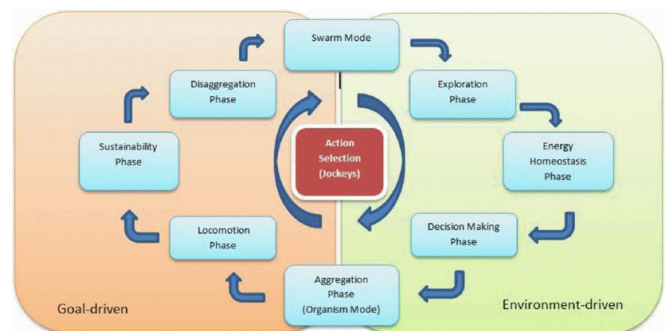 Swarm Mode
Disaggregation
Phase
Exploration
Phase
Sustainability
Phase
Action
Selection
(Jockeys)
Energy
Homeostasis
Phase
Locomotion
Phase
Decision Making
Phase
Aggregation
Phase
(Organism Mode)
Goal-driven
Environment-driven